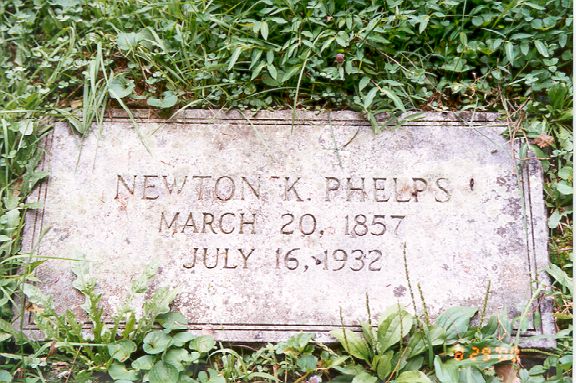 NEWTON K. PHELPS
MARCH 20, 1857
JULY 16, 1932